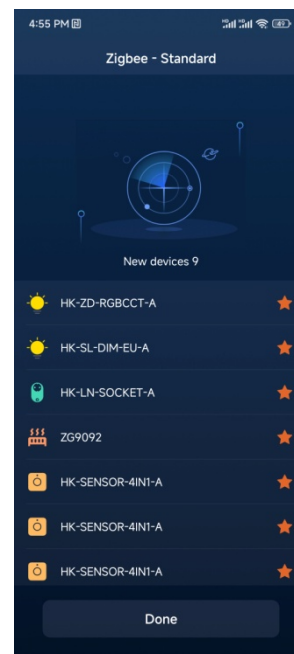 4:55 PM
49
Zigbee - Standard
New devices 9
HK-ZD-RGBCCT-A
HK-SL-DIM-EU-A
HK-LN-SOCKET-A
ZG9092
HK-SENSOR-4IN1-A
HK-SENSOR-4IN1-A
HK-SENSOR-4IN1-A
Done